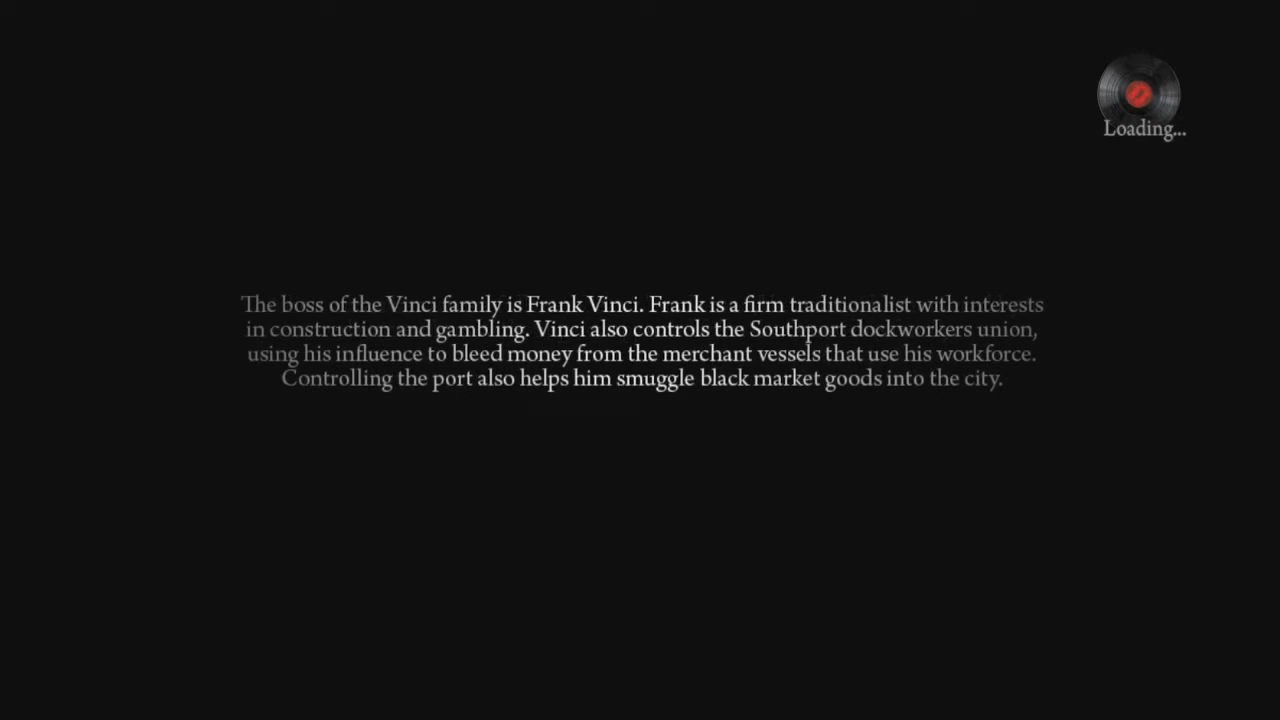 Loading...
The boss of the Vinci family is Frank Vinci. Frank is a firm traditionalist with interests
in construction and gambling. Vinci also controls the Southport dockworkers union,
using his influence to bleed money from the merchant vessels that use his workforce.
Controlling the port also helps him smuggle black market goods into the city.